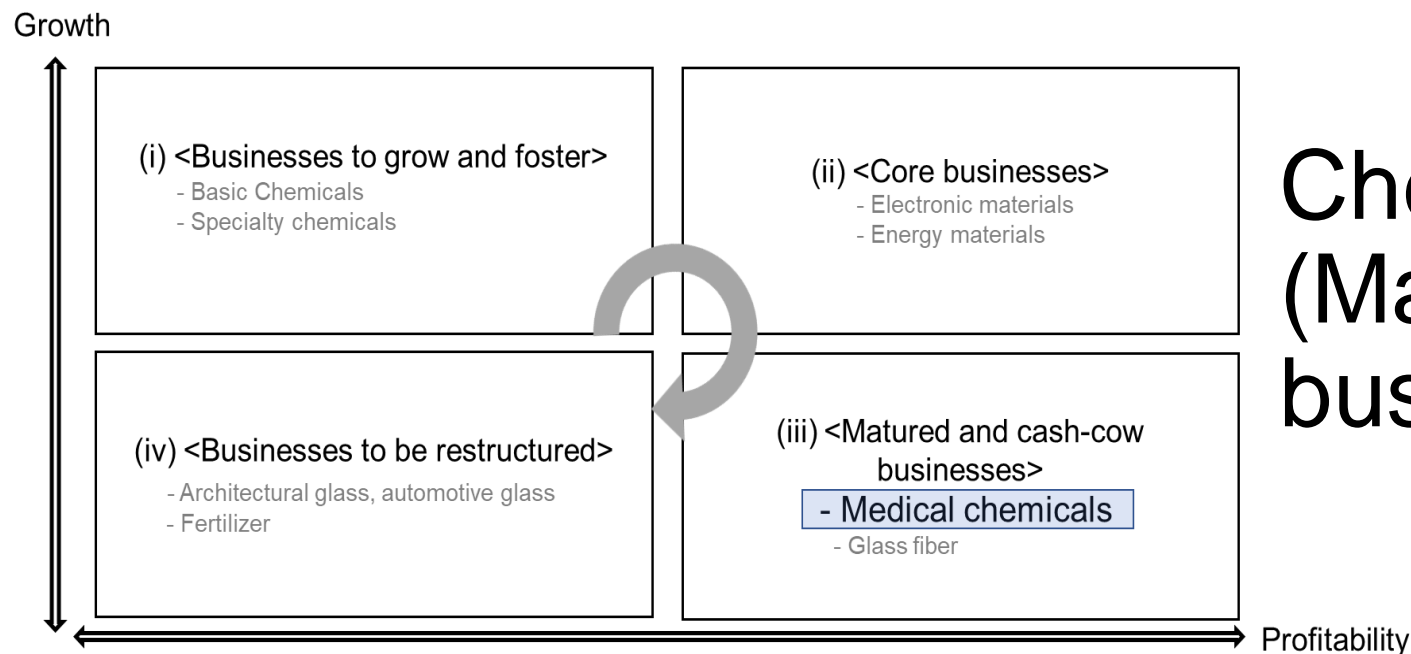 Growth
(i) <Businesses to grow and foster>
- Basic Chemicals
- Specialty chemicals
(ii) <Core businesses>
- Electronic materials
- Energy materials
(iv) <Businesses to be restructured>
- Architectural glass, automotive glass
- Fertilizer
(iii) <Matured and cash-cow
businesses>
- Medical chemicals
- Glass fiber
Profitability